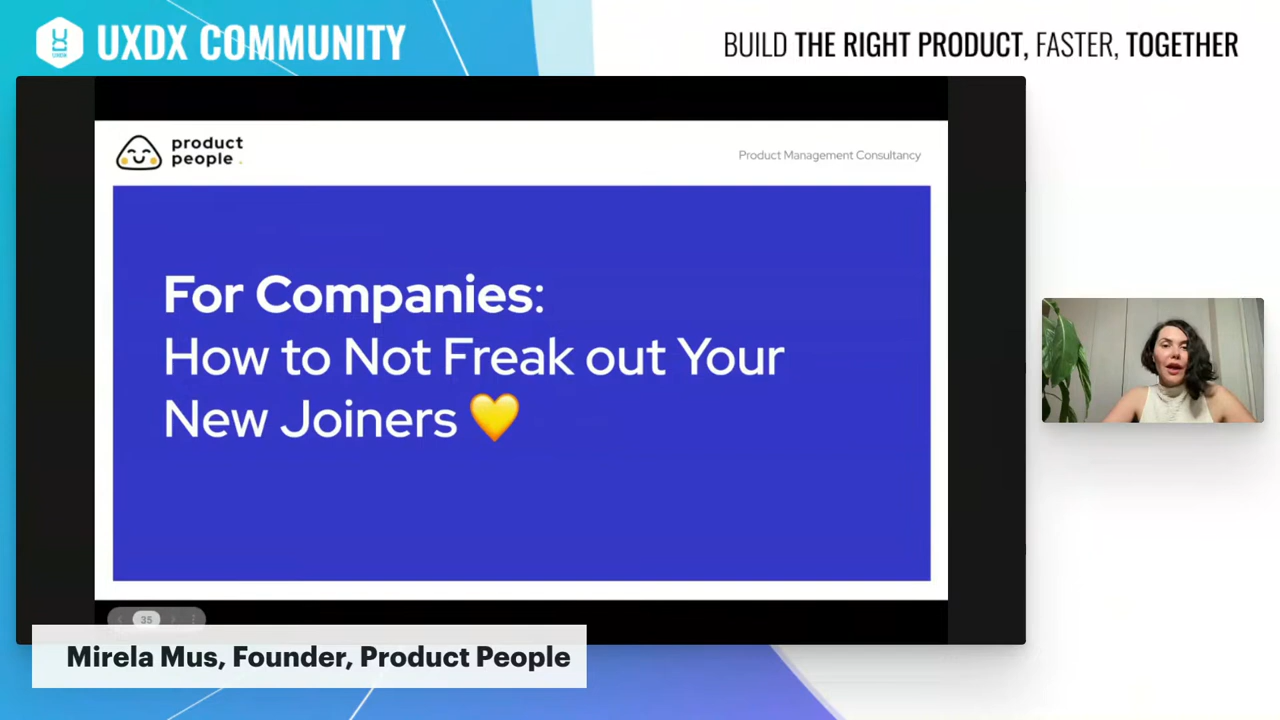 UXDX COMMUNITY
BUILD THE RIGHT PRODUCT, FASTER, TOGETHER
product
people .
Product Management Consultancy
For Companies:
How to Not Freak out Your
New Joiners 💛
35
Mirela Mus, Founder, Product People